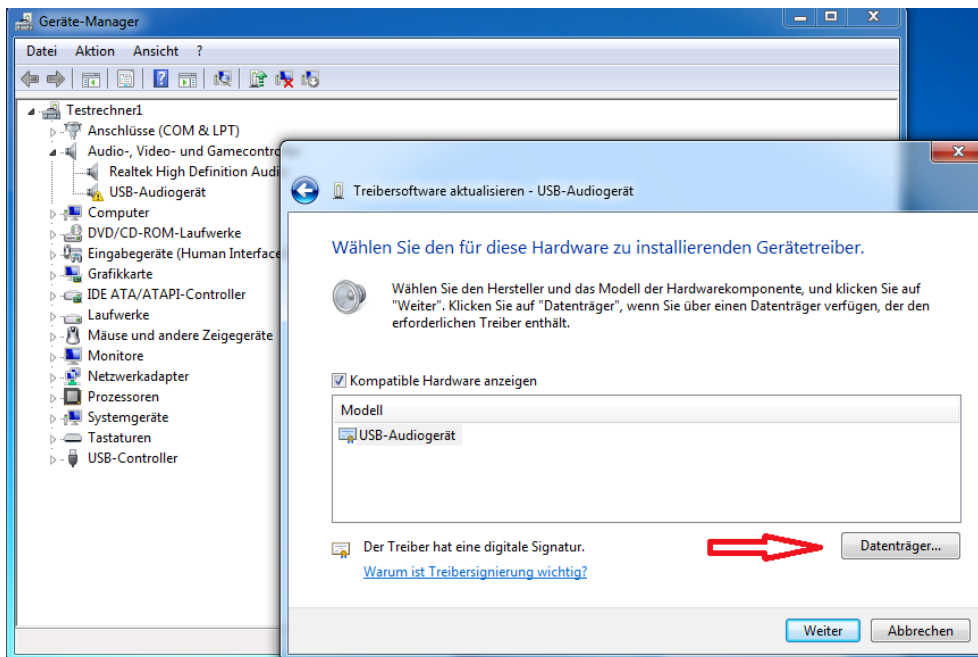 Geräte-Manager
Datei Aktion Ansicht ?
Testrechner1
Anschlüsse (COM & LPT)
Audio-, Video- und Gamecontro
Realtek High Definition Audi
USB-Audiogerät
Computer
DVD/CD-ROM-Laufwerke
Eingabegeräte (Human Interface
Grafikkarte
IDE ATA/ATAPI-Controller
Laufwerke
Mäuse und andere Zeigegeräte
Monitore
Netzwerkadapter
Prozessoren
Systemgeräte
Tastaturen
USB-Controller
Treibersoftware aktualisieren - USB-Audiogerät
Wählen Sie den für diese Hardware zu installierenden Gerätetreiber.
Wählen Sie den Hersteller und das Modell der Hardwarekomponente, und klicken Sie auf
"Weiter". Klicken Sie auf "Datenträger", wenn Sie über einen Datenträger verfügen, der den
erforderlichen Treiber enthält.
Kompatible Hardware anzeigen
Modell
USB-Audiogerät
Der Treiber hat eine digitale Signatur.
Datenträger...
Warum ist Treibersignierung wichtig?
Weiter Abbrechen